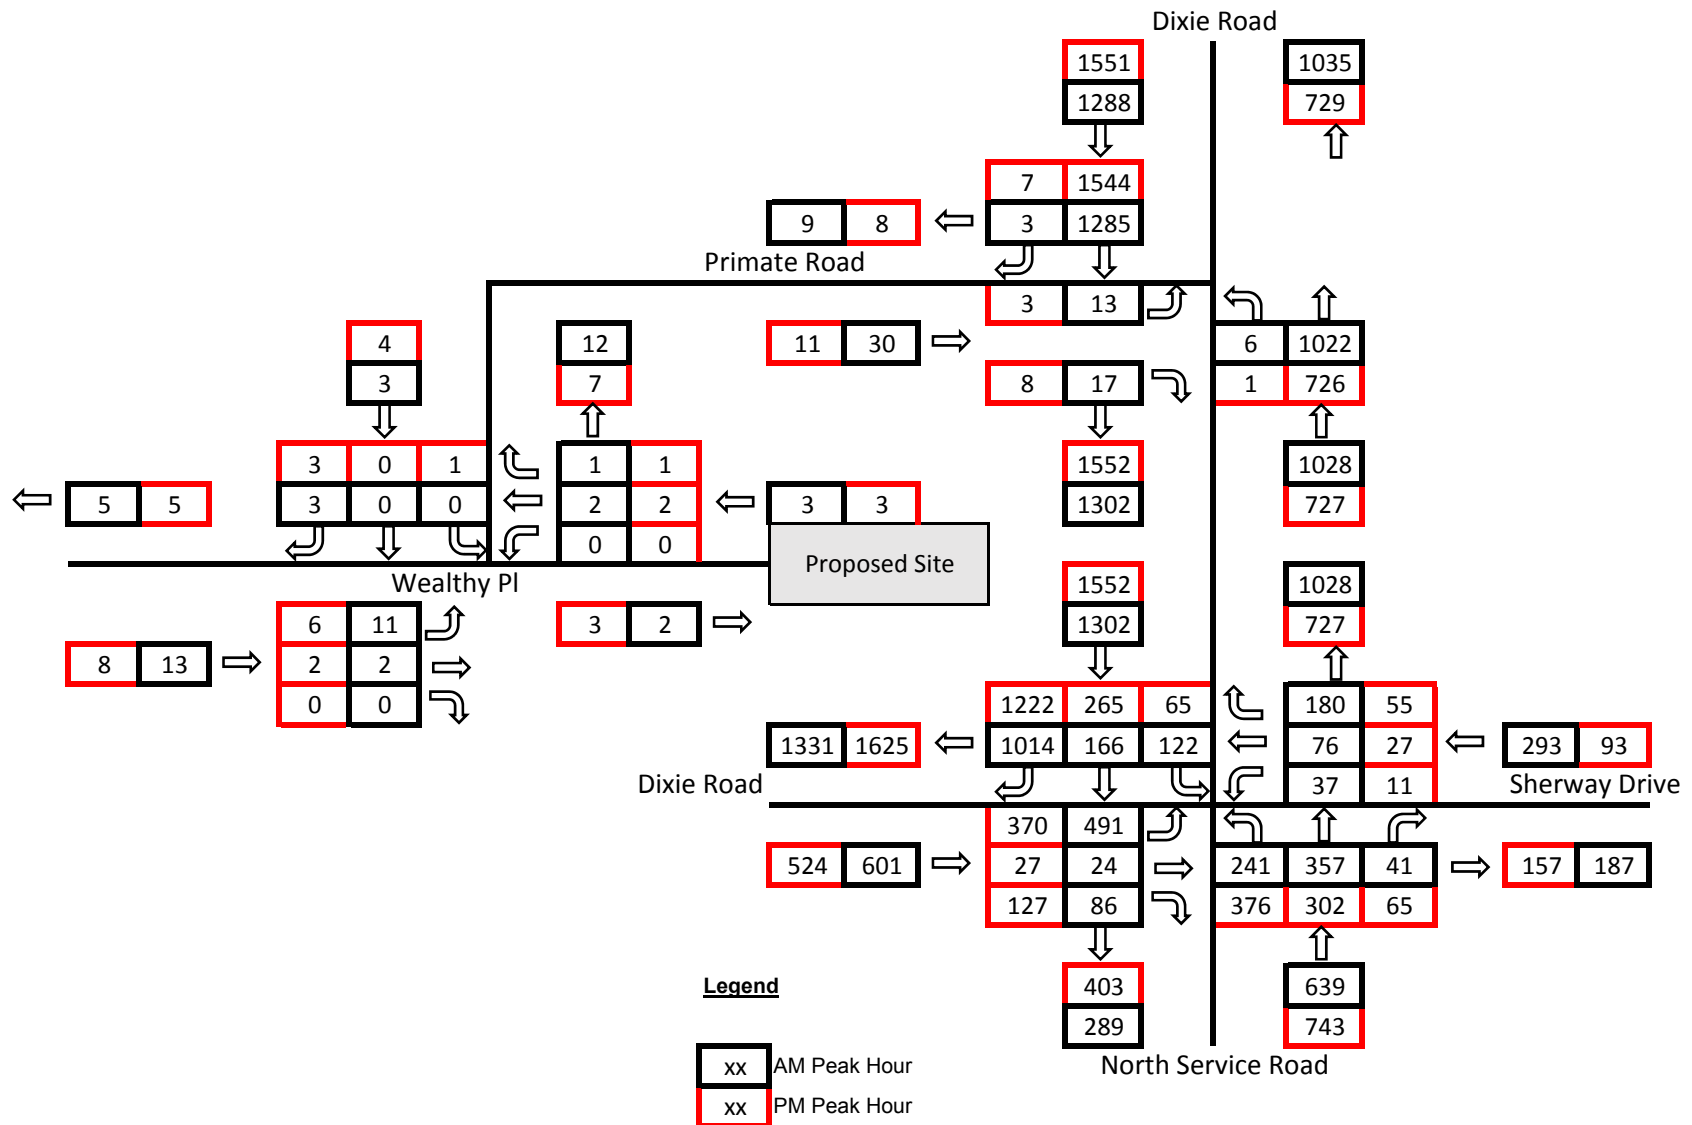 Dixie Road
1551 1035
1288 729
7 1544
9 8 3 1285
Primate Road
3 13
4 12 11 30 6 1022
3 7 8 17 1 726
3 0 1 1 1 1552 1028
5 5 3 0 0 2 2 3 3 1302 727
0 0
Proposed Site
Wealthy Pl
1552 1028
6 11 3 2 1302 727
8 13 2 2
0 0 1222 265 65 180 55
1331 1625 1014 166 122 76 27 293 93
37 11
Dixie Road Sherway Drive
370 491
524 601 27 24 241 357 41 157 187
127 86 376 302 65
403 639
Legend
289 743
xx AM Peak Hour
North Service Road
xx PM Peak Hour